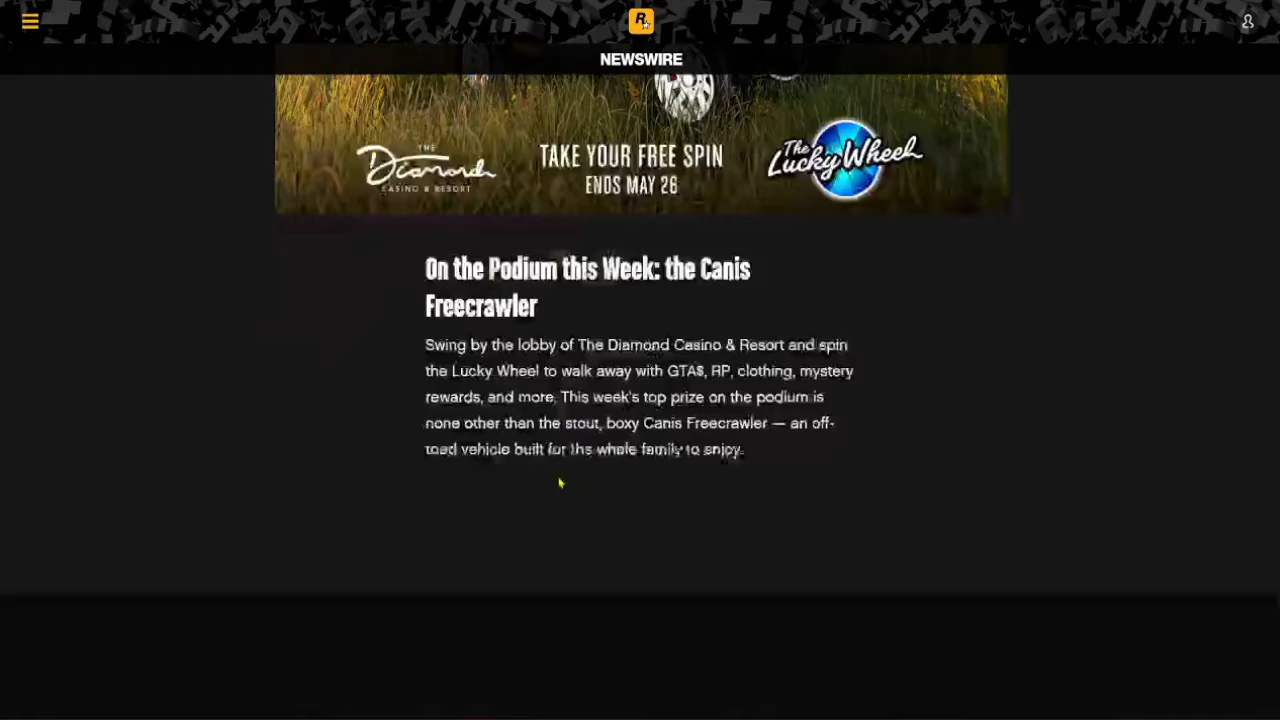 R
NEWSWIRE
THE
Diamond
CASINO & RESORT
TAKE YOUR FREE SPIN
ENDS MAY 26
The
Lucky Wheel
On the Podium this Week: the Canis
Freecrawler
Swing by the lobby of The Diamond Casino & Resort and spin
the Lucky Wheel to walk away with GTA$, RP, clothing, mystery
rewards, and more. This week's top prize on the podium is
none other than the stout, boxy Canis Freecrawler — an off-
road vehicle built for the whole family to enjoy.